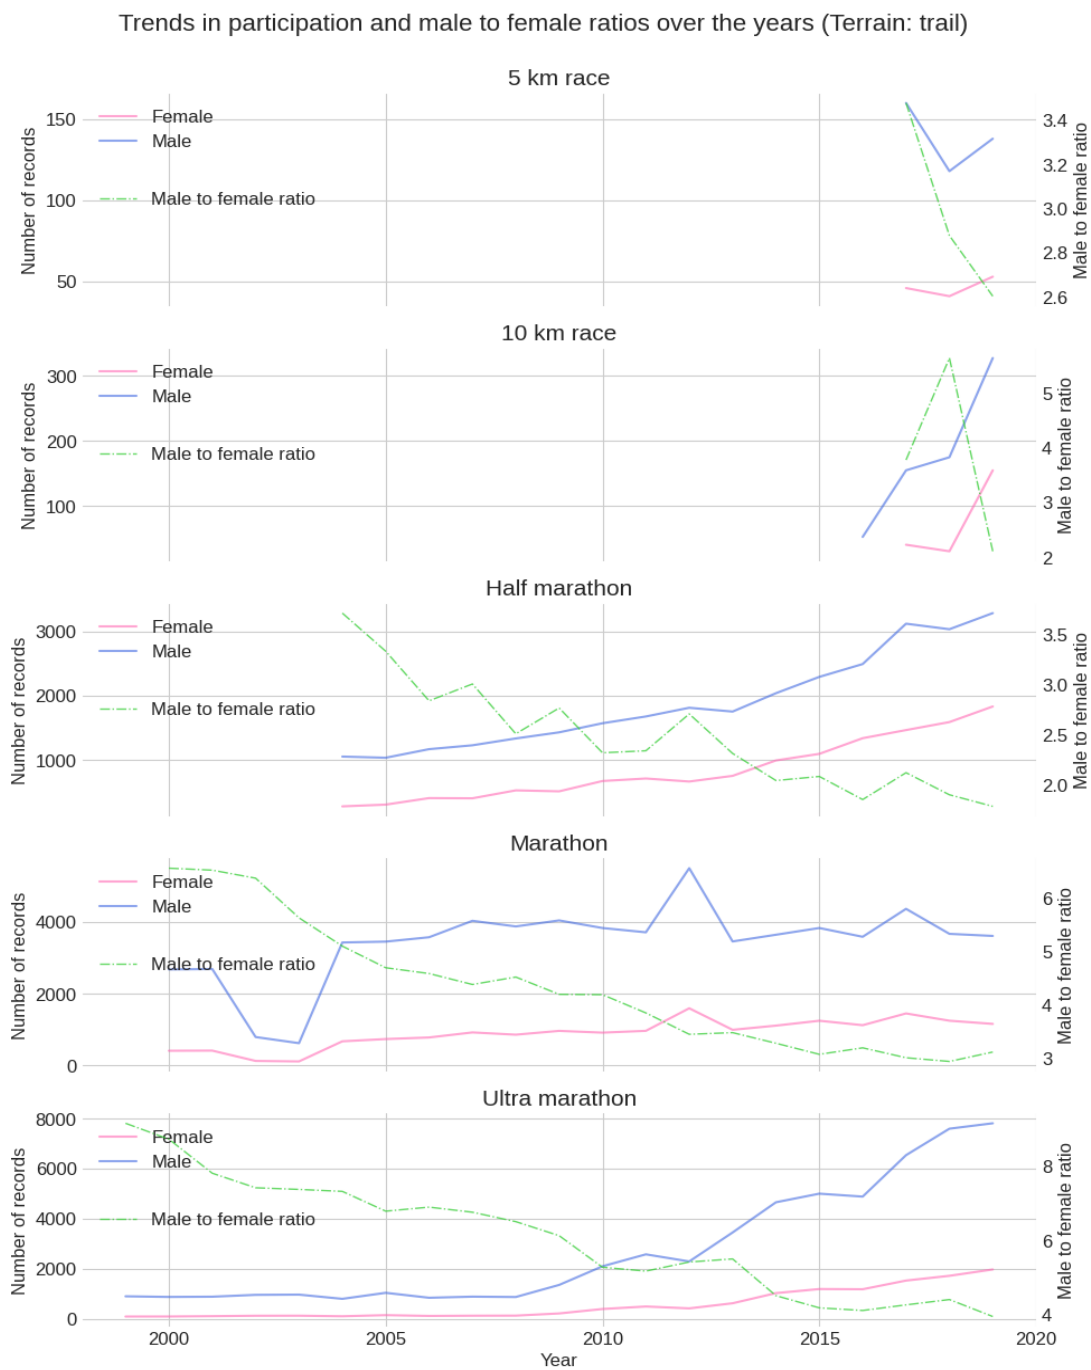 Trends in participation and male to female ratios over the years (Terrain: trail)
5 km race
Number of records
150
100
50
Female
Male
Male to female ratio
3.4
3.2
3.0
2.8
2.6
Male to female ratio
10 km race
Number of records
300
200
100
Female
Male
Male to female ratio
5
4
3
2
Male to female ratio
Half marathon
Number of records
3000
2000
1000
Female
Male
Male to female ratio
3.5
3.0
2.5
2.0
Male to female ratio
Marathon
Number of records
4000
2000
0
Female
Male
Male to female ratio
6
5
4
3
Male to female ratio
Ultra marathon
Number of records
8000
6000
4000
2000
0
Female
Male
Male to female ratio
8
6
4
Male to female ratio
2000 2005 2010 2015 2020
Year